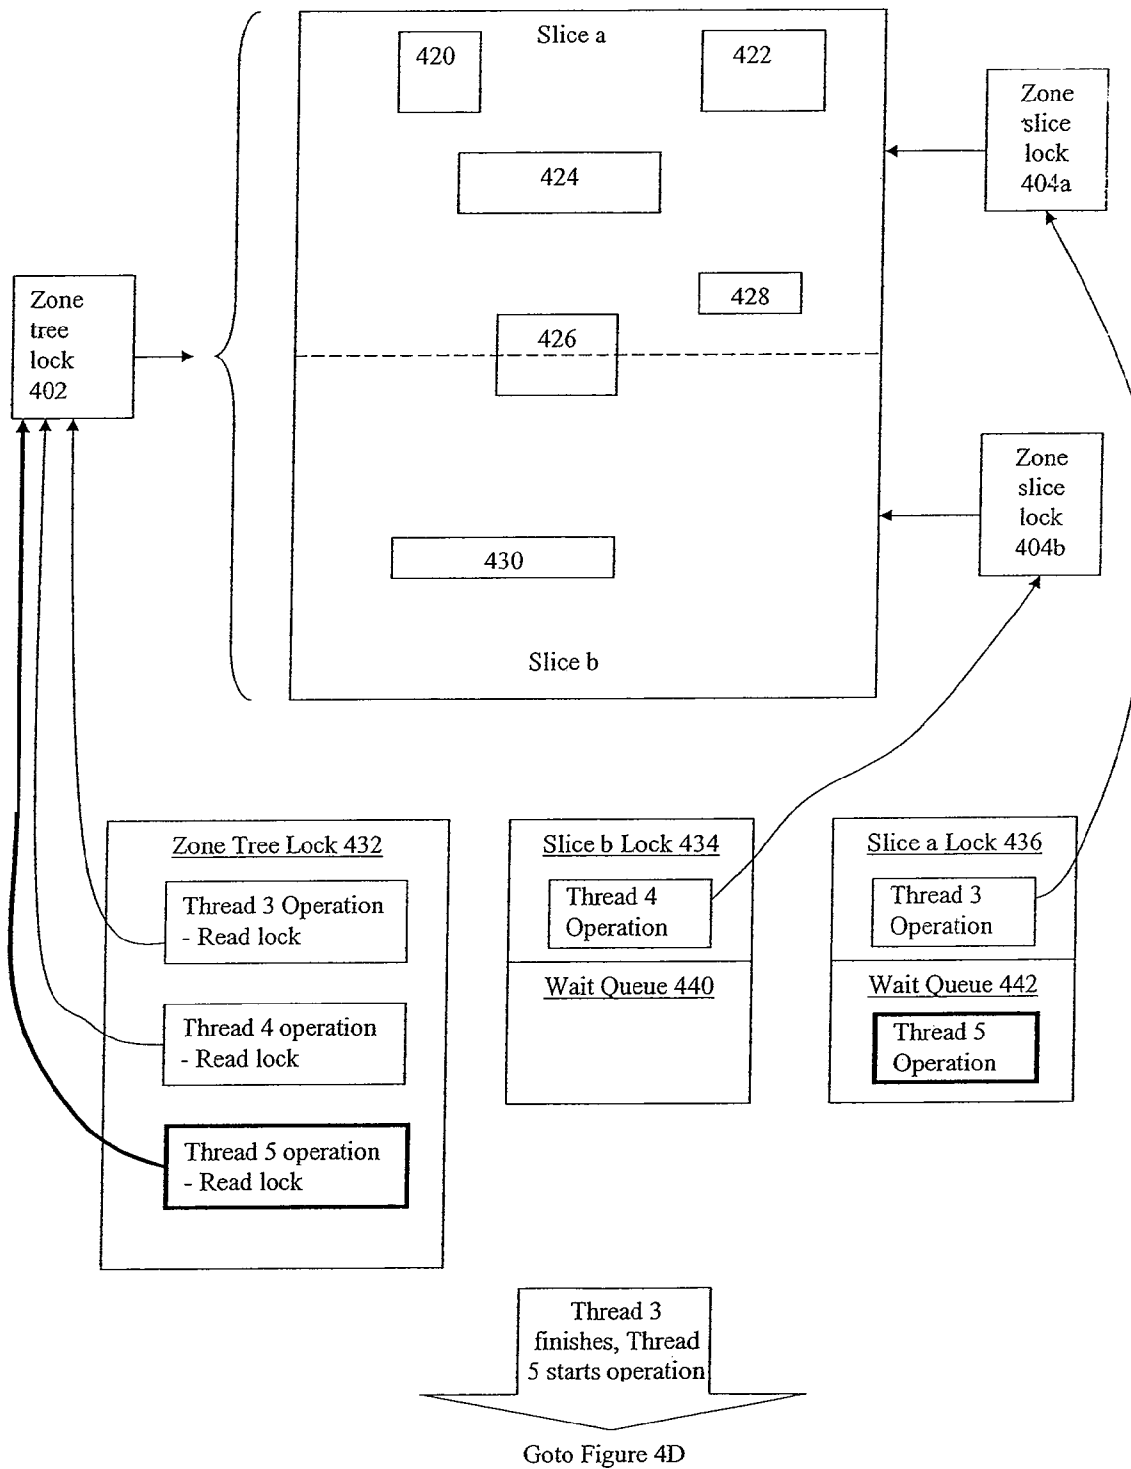 Slice a
420
422
424
428
426
430
Slice b
Zone
tree
lock
402
Zone
slice
lock
404a
Zone
slice
lock
404b
Zone Tree Lock 432
Thread 3 Operation
- Read lock
Thread 4 operation
- Read lock
Thread 5 operation
- Read lock
Slice b Lock 434
Thread 4
Operation
Wait Queue 440
Slice a Lock 436
Thread 3
Operation
Wait Queue 442
Thread 5
Operation
Thread 3
finishes, Thread
5 starts operation
Goto Figure 4D